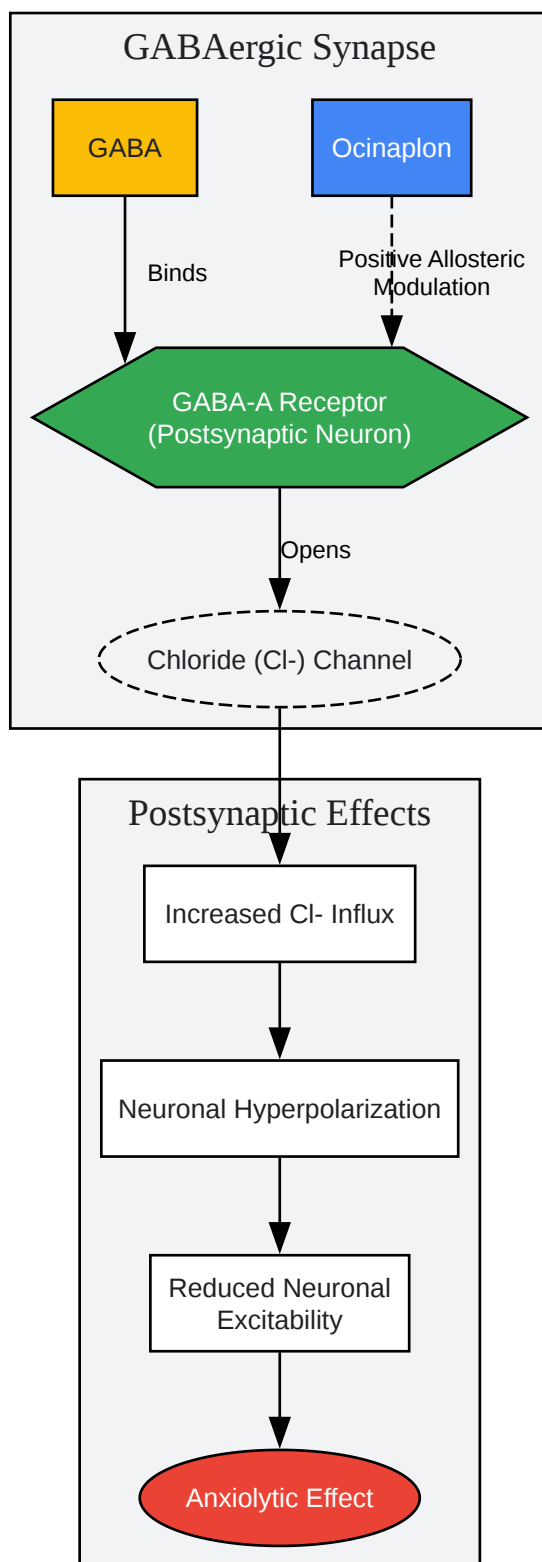 GABAergic Synapse
GABA
Ocinaplon
Binds
Positive Allosteric
Modulation
GABA-A Receptor
(Postsynaptic Neuron)
Opens
Chloride (Cl-) Channel
Postsynaptic Effects
Increased Cl- Influx
Neuronal Hyperpolarization
Reduced Neuronal
Excitability
Anxiolytic Effect